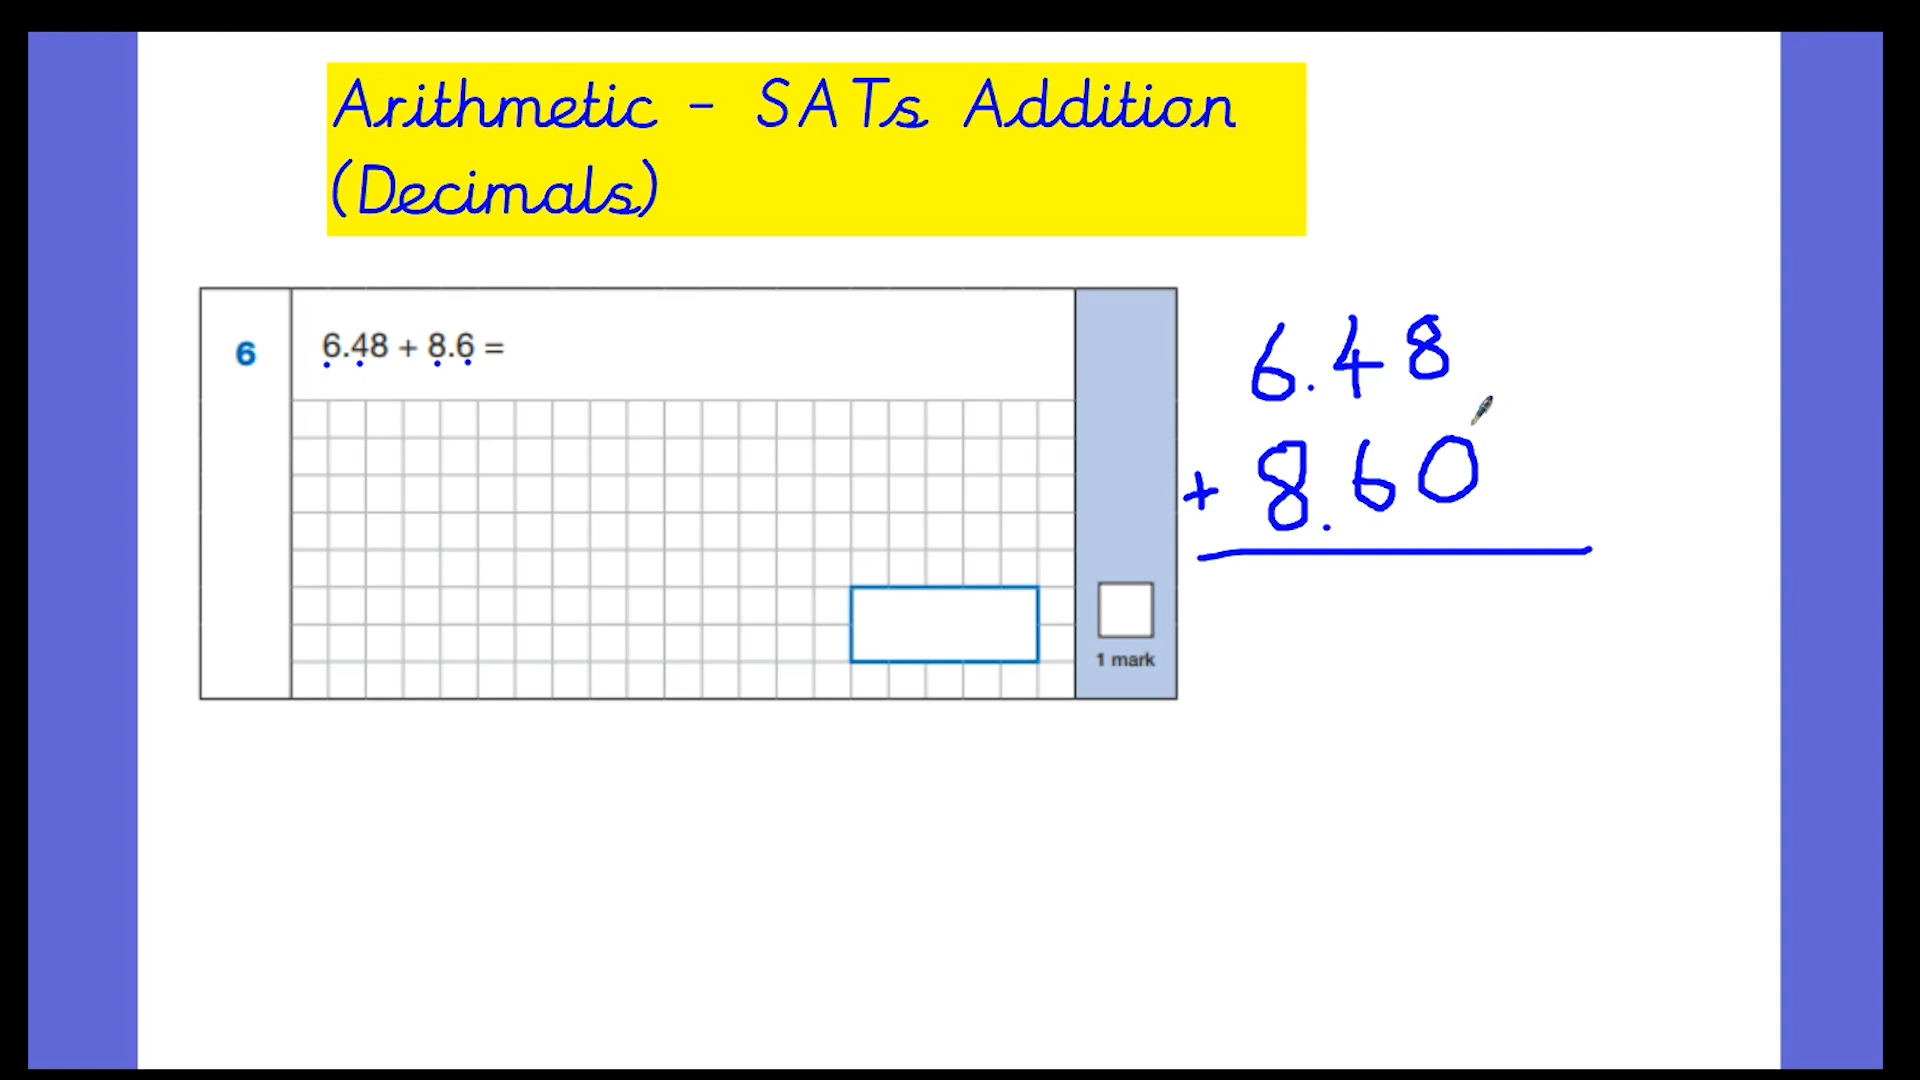 Arithmetic - SATs Addition
(Decimals)
6
6.48 + 8.6 =
6.48
+ 8.60
1 mark